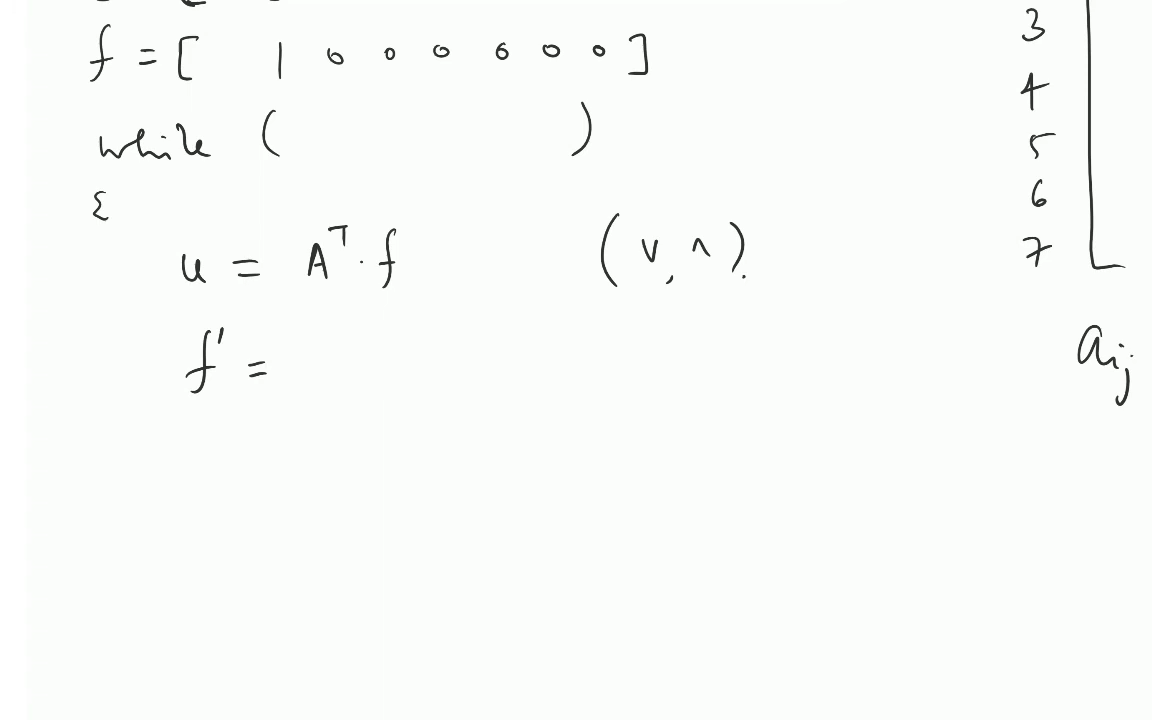 f = [ 1 0 0 0 0 0 0 ]
while ( )
{
u = Aᵀ · f (∨, ∧).
f' =
3
4
5
6
7
aᵢⱼ